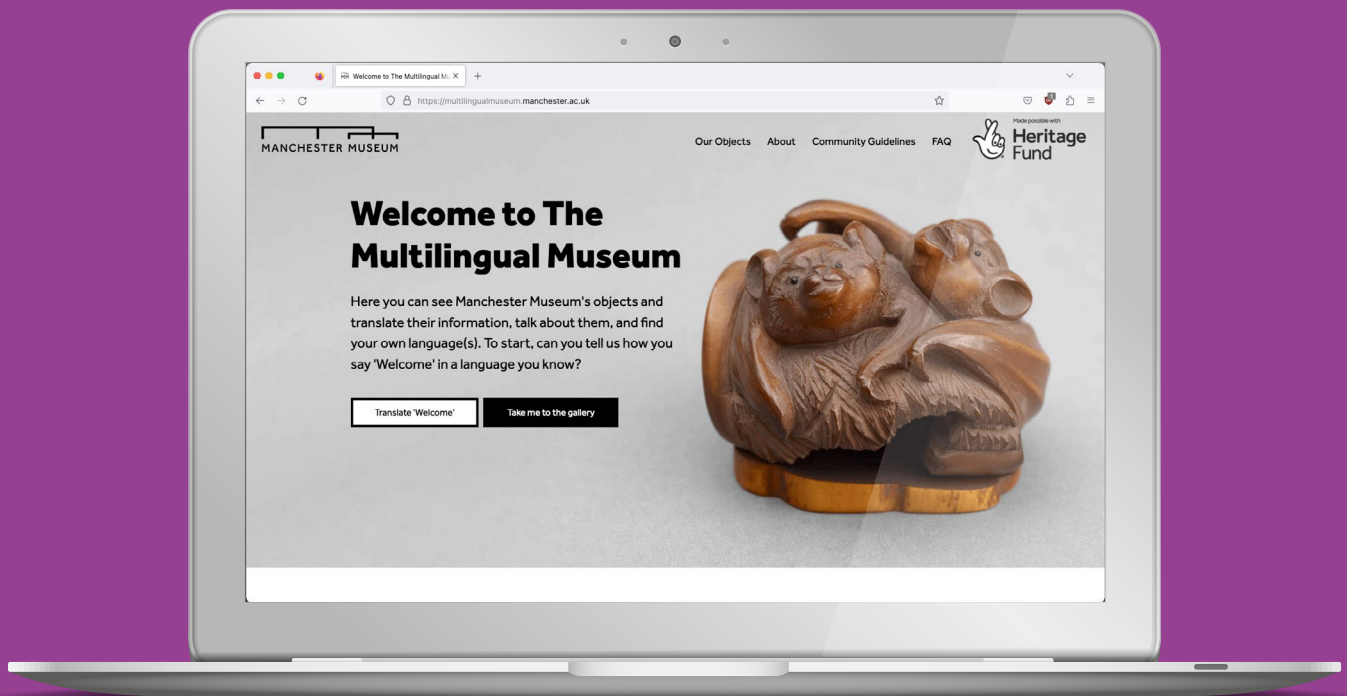 Welcome to The Multilingual Mu
https://multilingualmuseum.manchester.ac.uk
MANCHESTER MUSEUM
Our Objects About Community Guidelines FAQ
Made possible with
Heritage
Fund
Welcome to The
Multilingual Museum
Here you can see Manchester Museum's objects and
translate their information, talk about them, and find
your own language(s). To start, can you tell us how you
say 'Welcome' in a language you know?
Translate 'Welcome'
Take me to the gallery